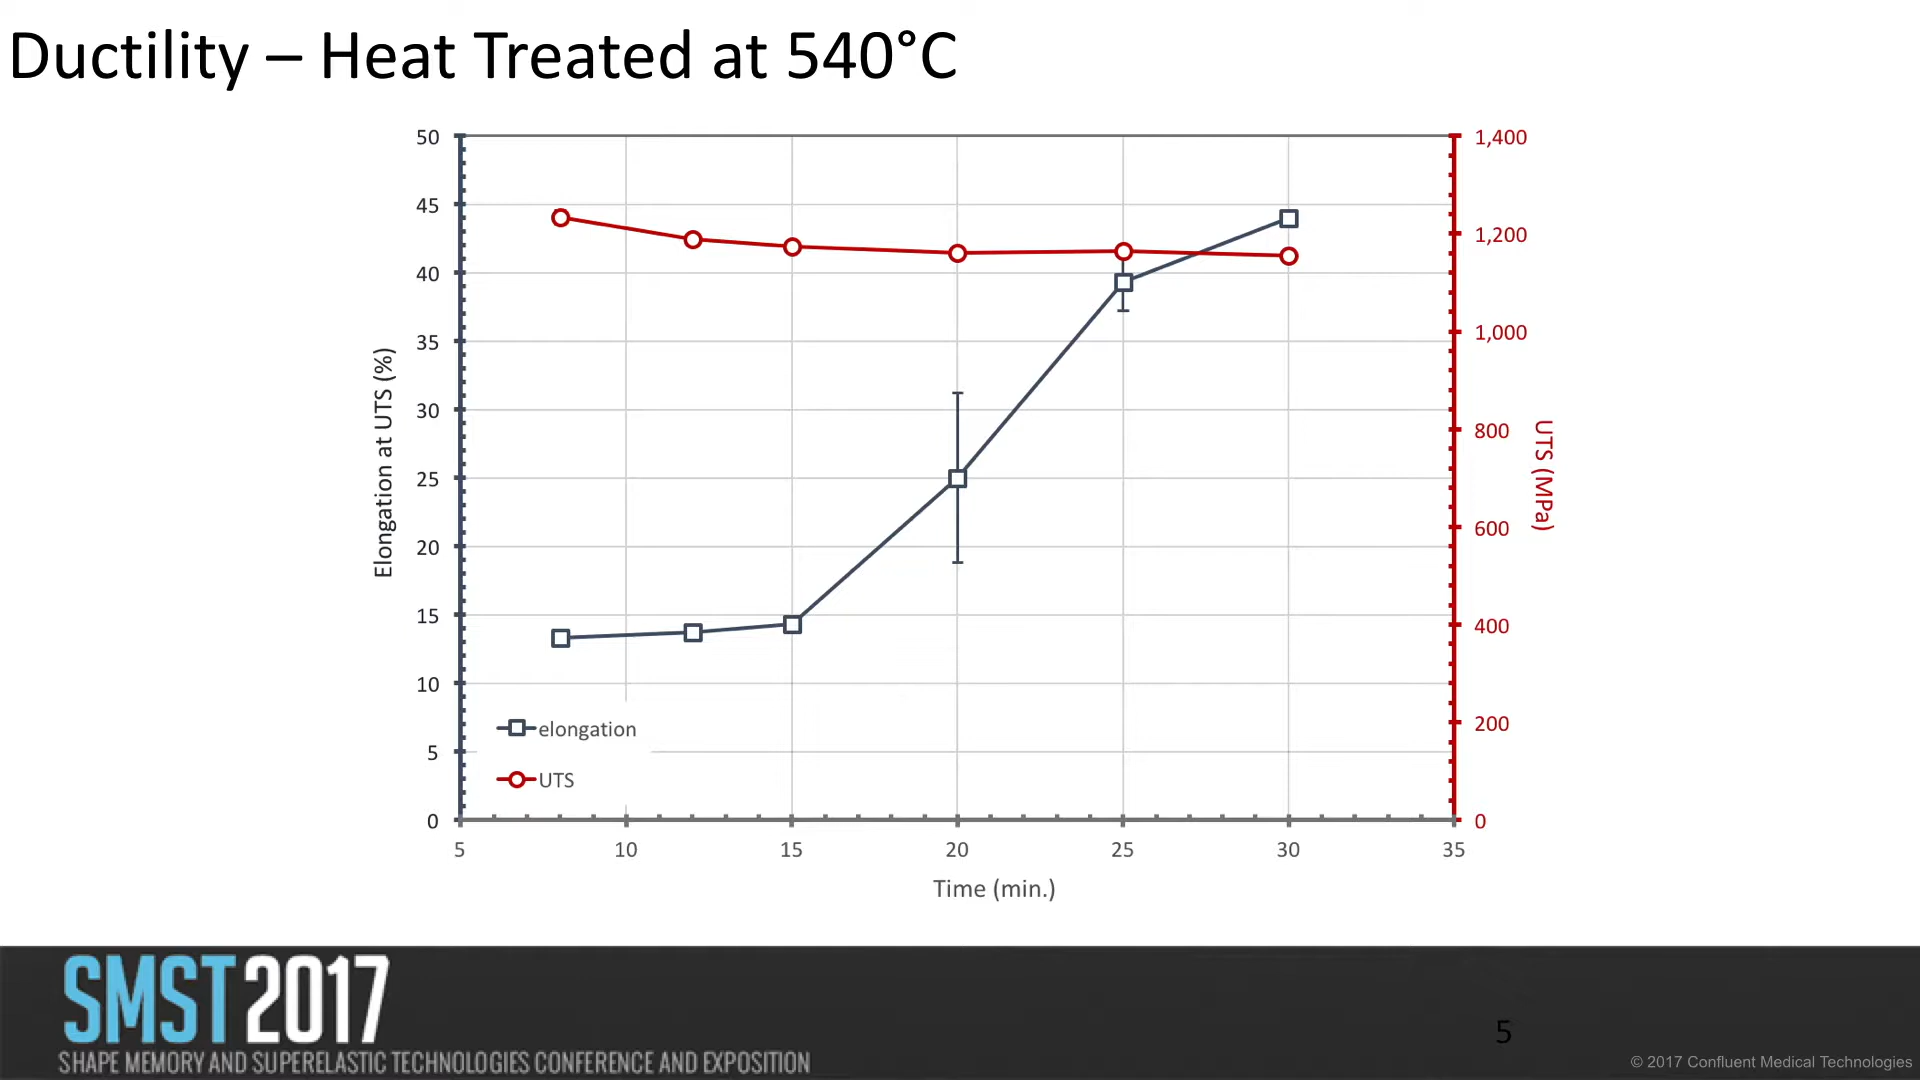 Ductility – Heat Treated at 540°C
50
45
40
35
30
25
20
15
10
5
0
Elongation at UTS (%)
1,400
1,200
1,000
800
600
400
200
0
UTS (MPa)
elongation
UTS
5 10 15 20 25 30 35
Time (min.)
SMST2017
SHAPE MEMORY AND SUPERELASTIC TECHNOLOGIES CONFERENCE AND EXPOSITION
5
© 2017 Confluent Medical Technologies